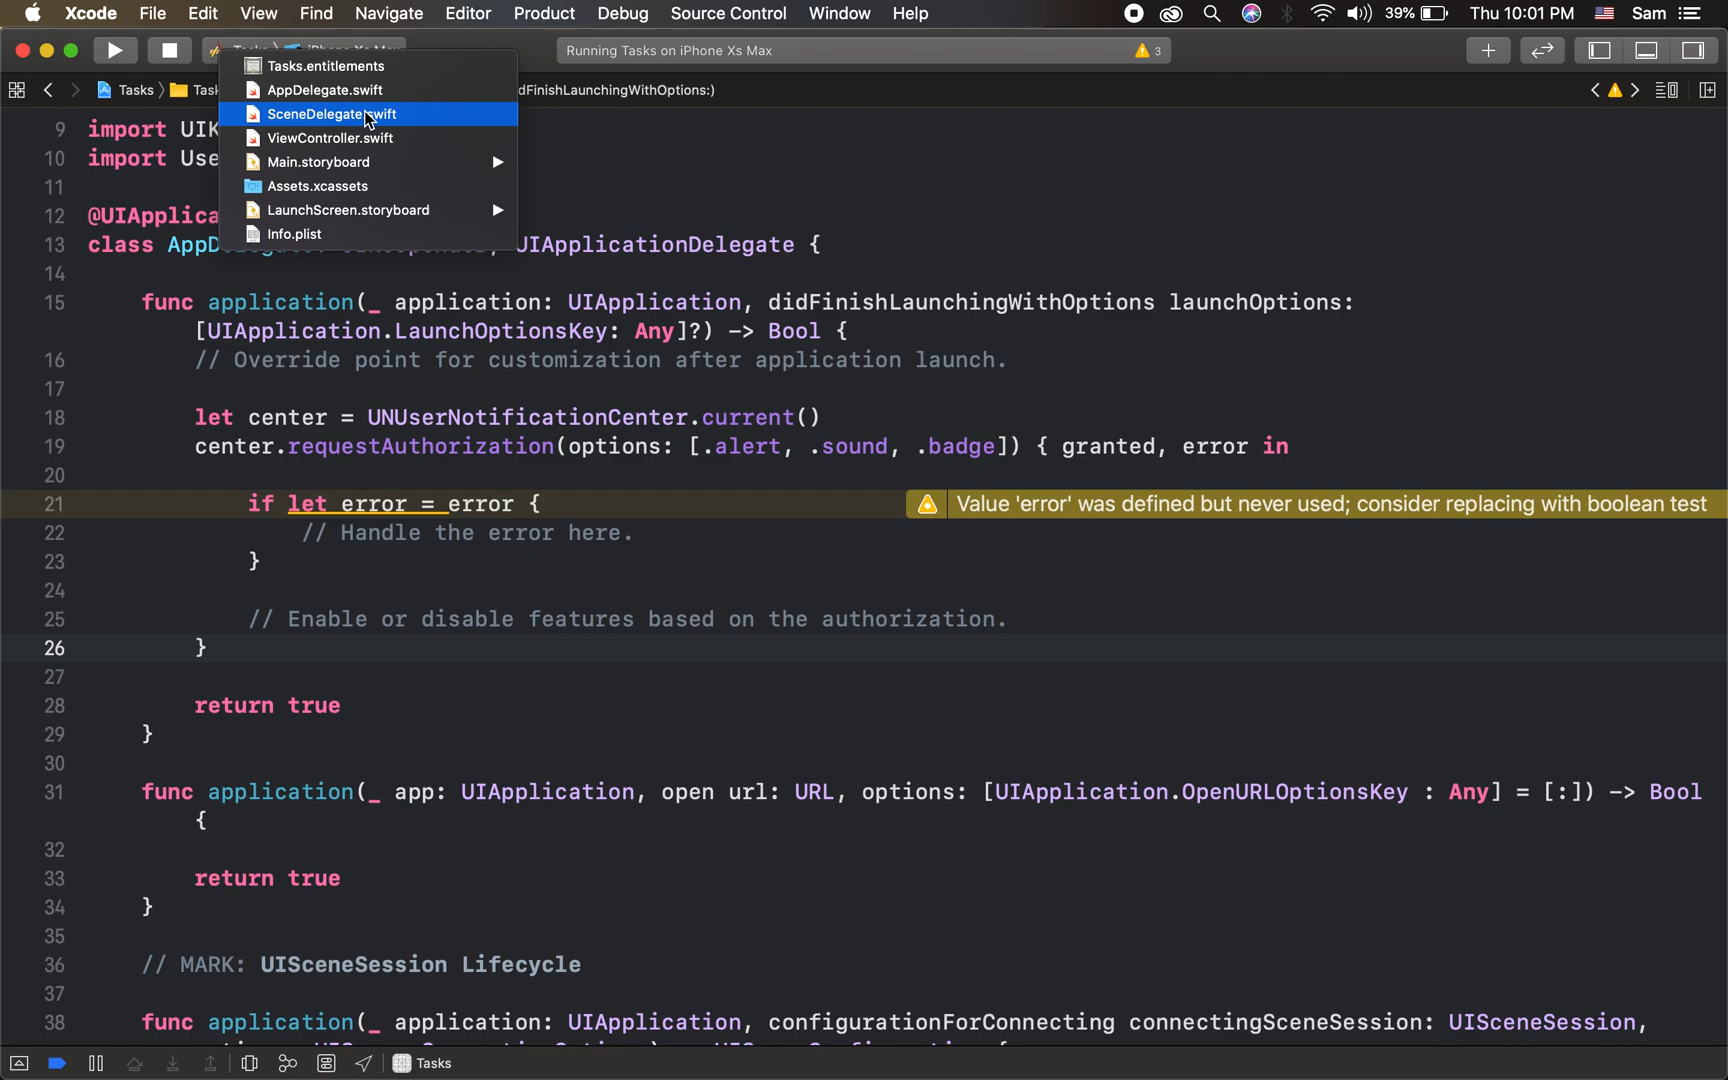 Xcode File Edit View Find Navigate Editor Product Debug Source Control Window Help 39% Thu 10:01 PM Sam
Running Tasks on iPhone Xs Max 3
Tasks.entitlements
AppDelegate.swift
SceneDelegate.swift
ViewController.swift
Main.storyboard
Assets.xcassets
LaunchScreen.storyboard
Info.plist
Tasks Tas dFinishLaunchingWithOptions:)
9 import UIK
10 import Use
11
12 @UIApplica
13 class AppD UIApplicationDelegate {
14
15 func application(_ application: UIApplication, didFinishLaunchingWithOptions launchOptions:
[UIApplication.LaunchOptionsKey: Any]?) -> Bool {
16 // Override point for customization after application launch.
17
18 let center = UNUserNotificationCenter.current()
19 center.requestAuthorization(options: [.alert, .sound, .badge]) { granted, error in
20
21 if let error = error { Value 'error' was defined but never used; consider replacing with boolean test
22 // Handle the error here.
23 }
24
25 // Enable or disable features based on the authorization.
26 }
27
28 return true
29 }
30
31 func application(_ app: UIApplication, open url: URL, options: [UIApplication.OpenURLOptionsKey : Any] = [:]) -> Bool
{
32
33 return true
34 }
35
36 // MARK: UISceneSession Lifecycle
37
38 func application(_ application: UIApplication, configurationForConnecting connectingSceneSession: UISceneSession,
Tasks